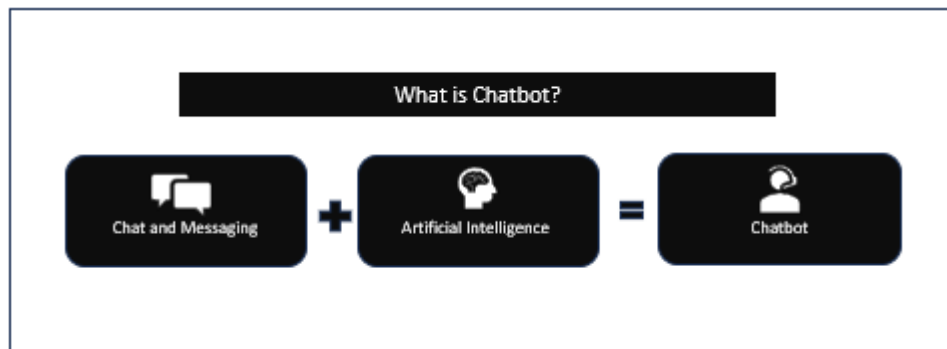 What is Chatbot?
Chat and Messaging
+
Artificial Intelligence
=
Chatbot